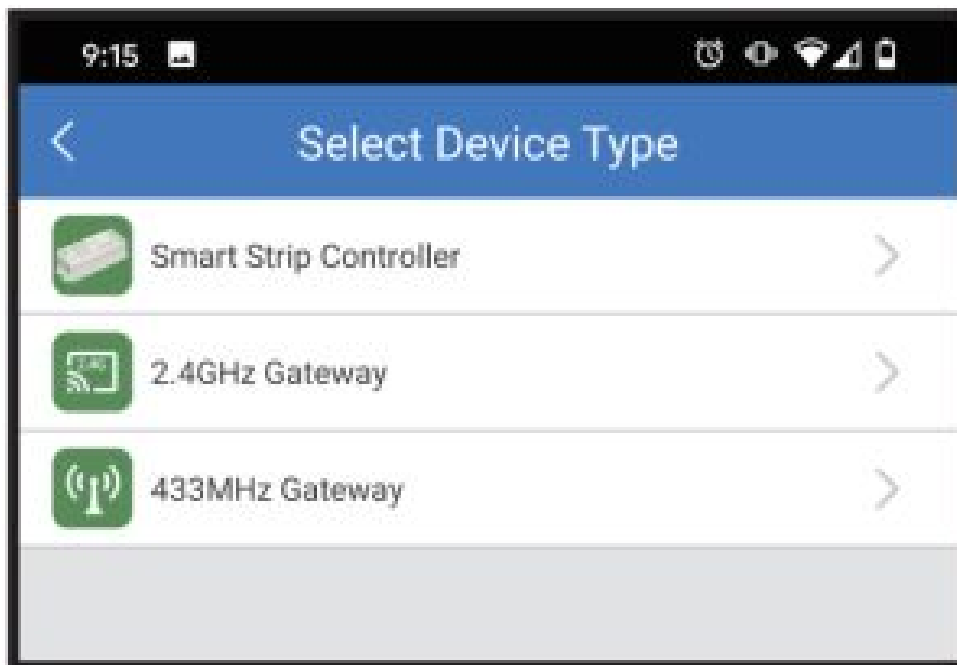 9:15
Select Device Type
Smart Strip Controller
2.4GHz Gateway
433MHz Gateway